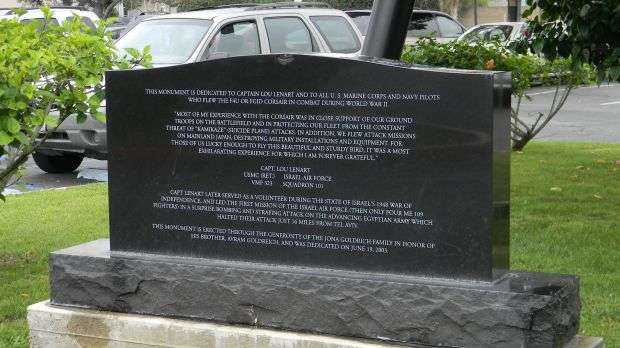 THIS MONUMENT IS DEDICATED TO CAPTAIN LOU LENART AND TO ALL U. S. MARINE CORPS AND NAVY PILOTS
WHO FLEW THE F4U OR FG1D CORSAIR IN COMBAT DURING WORLD WAR II.
"MOST OF MY EXPERIENCE WITH THE CORSAIR WAS IN CLOSE SUPPORT OF OUR GROUND
TROOPS ON THE BATTLEFIELD AND IN PROTECTING OUR FLEET FROM THE CONSTANT
THREAT OF "KAMIKAZE" (SUICIDE PLANE) ATTACKS. IN ADDITION, WE FLEW ATTACK MISSIONS
ON MAINLAND JAPAN, DESTROYING MILITARY INSTALLATIONS AND EQUIPMENT. FOR
THOSE OF US LUCKY ENOUGH TO FLY THIS BEAUTIFUL AND STURDY BIRD, IT WAS A MOST
EXHILARATING EXPERIENCE FOR WHICH I AM FOREVER GRATEFUL."
CAPT. LOU LENART
USMC (RET.) ISRAEL AIR FORCE
VMF 323 SQUADRON 101
CAPT. LENART LATER SERVED AS A VOLUNTEER DURING THE STATE OF ISRAEL'S 1948 WAR OF
INDEPENDENCE, AND LED THE FIRST MISSION OF THE ISRAEL AIR FORCE (THEN ONLY FOUR ME 109
FIGHTERS) IN A SURPRISE BOMBING AND STRAFING ATTACK ON THE ADVANCING EGYPTIAN ARMY WHICH
HALTED THEIR ATTACK JUST 16 MILES FROM TEL AVIV.
THIS MONUMENT IS ERECTED THROUGH THE GENEROSITY OF THE JONA GOLDRICH FAMILY IN HONOR OF
HIS BROTHER, AVRAM GOLDREICH, AND WAS DEDICATED ON JUNE 19, 2003.